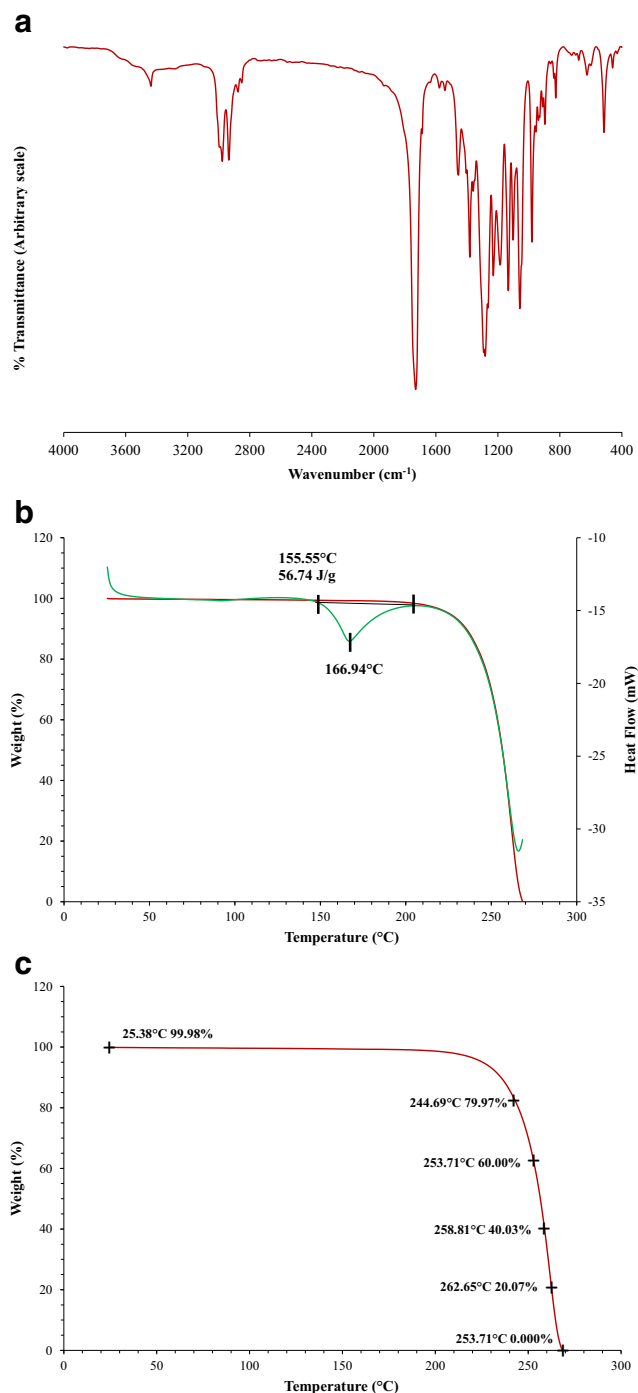 a
% Transmittance (Arbitrary scale)
4000 3600 3200 2800 2400 2000 1600 1200 800 400
Wavenumber (cm⁻¹)
b
120
100
80
60
40
20
0
Weight (%)
155.55°C
56.74 J/g
166.94°C
-10
-15
-20
-25
-30
-35
Heat Flow (mW)
0 50 100 150 200 250 300
Temperature (°C)
c
120
100
80
60
40
20
0
Weight (%)
25.38°C 99.98%
244.69°C 79.97%
253.71°C 60.00%
258.81°C 40.03%
262.65°C 20.07%
253.71°C 0.000%
0 50 100 150 200 250 300
Temperature (°C)